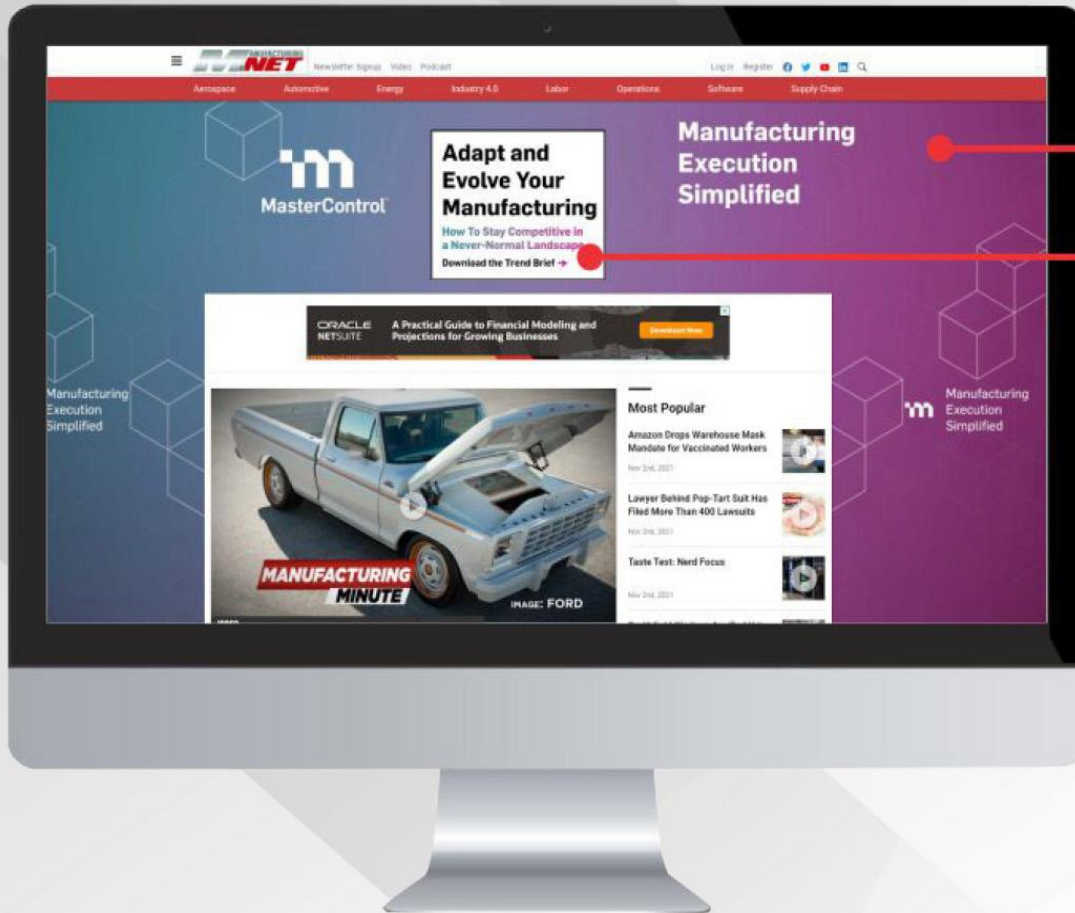 MANUFACTURING
MNET
Newsletter Signup Video Podcast
Log In Register
Aerospace Automotive Energy Industry 4.0 Labor Operations Software Supply Chain
MasterControl
Adapt and
Evolve Your
Manufacturing
How To Stay Competitive in
a Never-Normal Landscape
Download the Trend Brief →
Manufacturing
Execution
Simplified
ORACLE
NETSUITE
A Practical Guide to Financial Modeling and
Projections for Growing Businesses
Download Now
Manufacturing
Execution
Simplified
MANUFACTURING
MINUTE
IMAGE: FORD
Most Popular
Amazon Drops Warehouse Mask
Mandate for Vaccinated Workers
Nov 2nd, 2021
Lawyer Behind Pop-Tart Suit Has
Filed More Than 400 Lawsuits
Nov 2nd, 2021
Taste Test: Nerd Focus
Nov 2nd, 2021
Manufacturing
Execution
Simplified